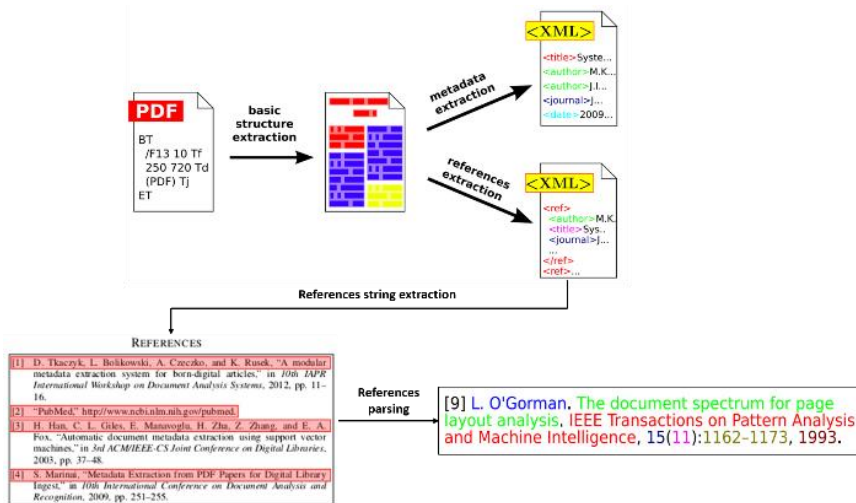 PDF
BT
/F13 10 Tf
250 720 Td
(PDF) Tj
ET
basic
structure
extraction
metadata
extraction
<XML>
<title>Syste...
<author>M.K...
<author>J.I...
<journal>J...
<date>2009...
references
extraction
<XML>
<ref>
<author>M.K.
<title>Sys..
<journal>J...
...
</ref>
<ref>...
References string extraction
REFERENCES
[1] D. Tkaczyk, L. Bolikowski, A. Czeczko, and K. Rusek, “A modular
metadata extraction system for born-digital articles,” in 10th IAPR
International Workshop on Document Analysis Systems, 2012, pp. 11–
16.
[2] “PubMed,” http://www.ncbi.nlm.nih.gov/pubmed.
[3] H. Han, C. L. Giles, E. Manavoglu, H. Zha, Z. Zhang, and E. A.
Fox, “Automatic document metadata extraction using support vector
machines,” in 3rd ACM/IEEE-CS Joint Conference on Digital Libraries,
2003, pp. 37–48.
[4] S. Marinai, “Metadata Extraction from PDF Papers for Digital Library
Ingest,” in 10th International Conference on Document Analysis and
Recognition, 2009, pp. 251–255.
References
parsing
[9] L. O'Gorman. The document spectrum for page
layout analysis. IEEE Transactions on Pattern Analysis
and Machine Intelligence, 15(11):1162–1173, 1993.